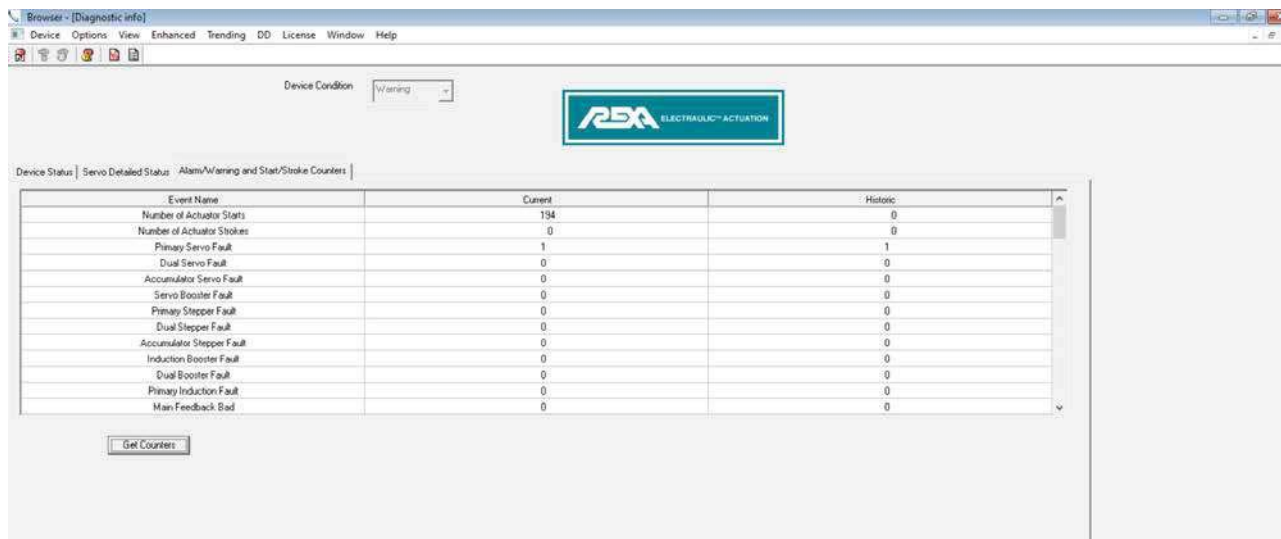 Browser - [Diagnostic info]
Device Options View Enhanced Trending DD License Window Help
Device Condition Warning
REXA ELECTRAULIC™ ACTUATION
Device Status Servo Detailed Status Alarm/Warning and Start/Stroke Counters
Event Name Current Historic
Number of Actuator Starts 194 0
Number of Actuator Strokes 0 0
Primary Servo Fault 1 1
Dual Servo Fault 0 0
Accumulator Servo Fault 0 0
Servo Booster Fault 0 0
Primary Stepper Fault 0 0
Dual Stepper Fault 0 0
Accumulator Stepper Fault 0 0
Induction Booster Fault 0 0
Dual Booster Fault 0 0
Primary Induction Fault 0 0
Main Feedback Bad 0 0
Get Counters